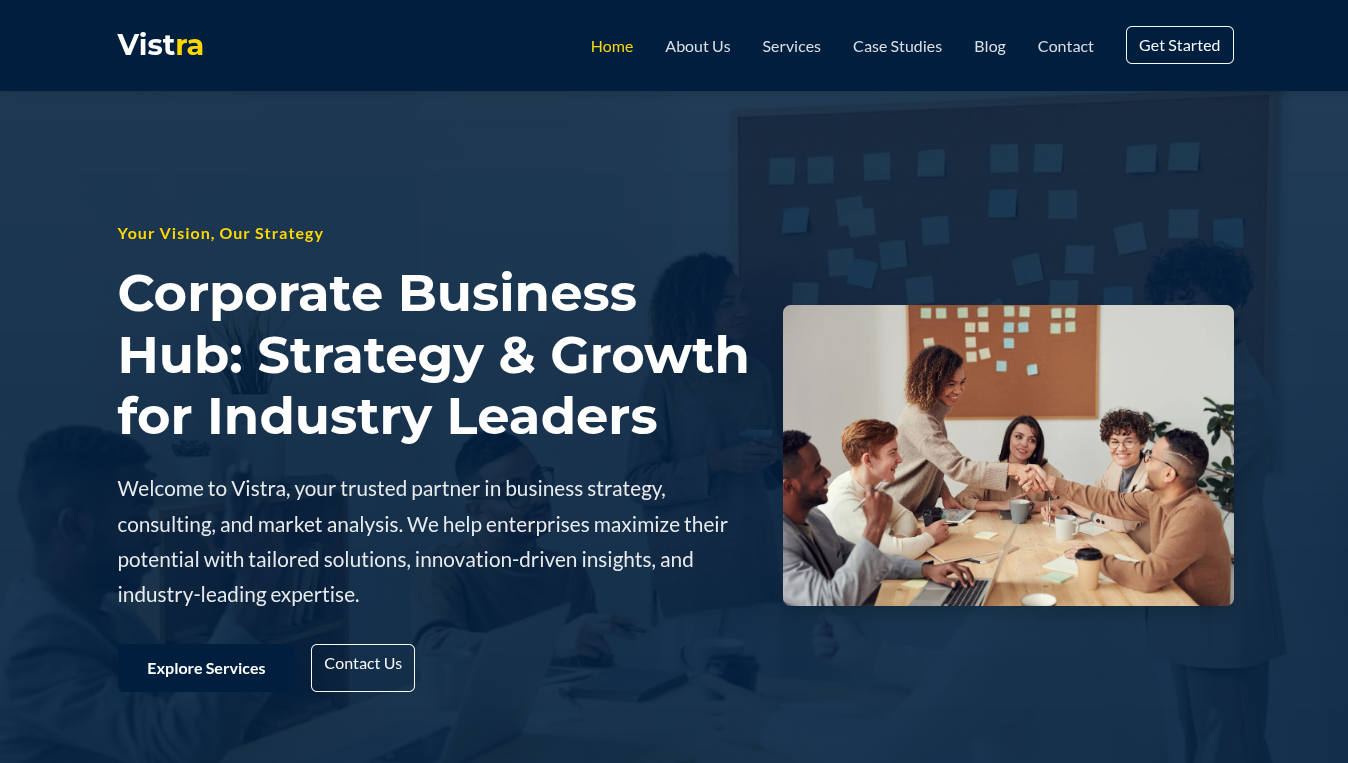 Vistra
Home About Us Services Case Studies Blog Contact Get Started
Your Vision, Our Strategy
Corporate Business
Hub: Strategy & Growth
for Industry Leaders
Welcome to Vistra, your trusted partner in business strategy,
consulting, and market analysis. We help enterprises maximize their
potential with tailored solutions, innovation-driven insights, and
industry-leading expertise.
Explore Services Contact Us